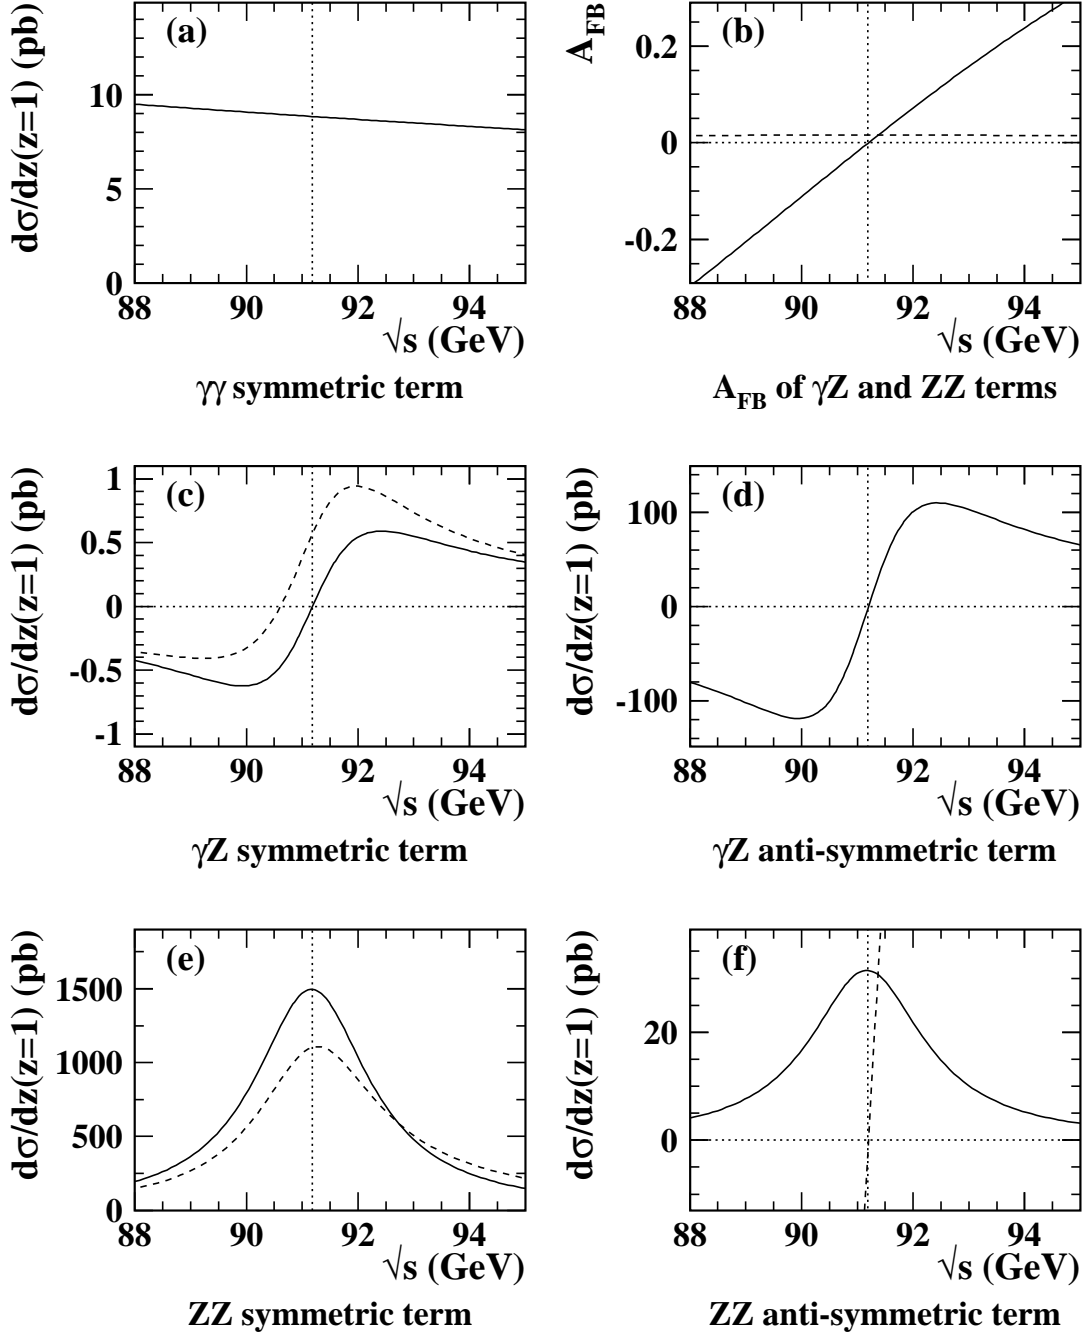 dσ/dz(z=1) (pb)
(a)
10
5
0
88 90 92 94
√s (GeV)
γγ symmetric term
A_FB
(b)
0.2
0
-0.2
88 90 92 94
√s (GeV)
A_FB of γZ and ZZ terms
dσ/dz(z=1) (pb)
(c)
1
0.5
0
-0.5
-1
88 90 92 94
√s (GeV)
γZ symmetric term
dσ/dz(z=1) (pb)
(d)
100
0
-100
88 90 92 94
√s (GeV)
γZ anti-symmetric term
dσ/dz(z=1) (pb)
(e)
1500
1000
500
0
88 90 92 94
√s (GeV)
ZZ symmetric term
dσ/dz(z=1) (pb)
(f)
20
0
88 90 92 94
√s (GeV)
ZZ anti-symmetric term